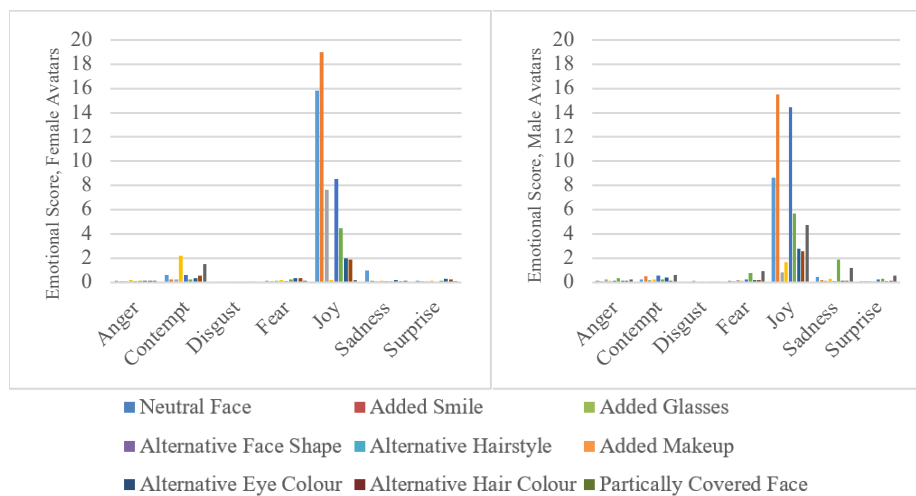 Emotional Score, Female Avatars
20
18
16
14
12
10
8
6
4
2
0
Anger
Contempt
Disgust
Fear
Joy
Sadness
Surprise
Emotional Score, Male Avatars
20
18
16
14
12
10
8
6
4
2
0
Anger
Contempt
Disgust
Fear
Joy
Sadness
Surprise
Neutral Face
Added Smile
Added Glasses
Alternative Face Shape
Alternative Hairstyle
Added Makeup
Alternative Eye Colour
Alternative Hair Colour
Partically Covered Face